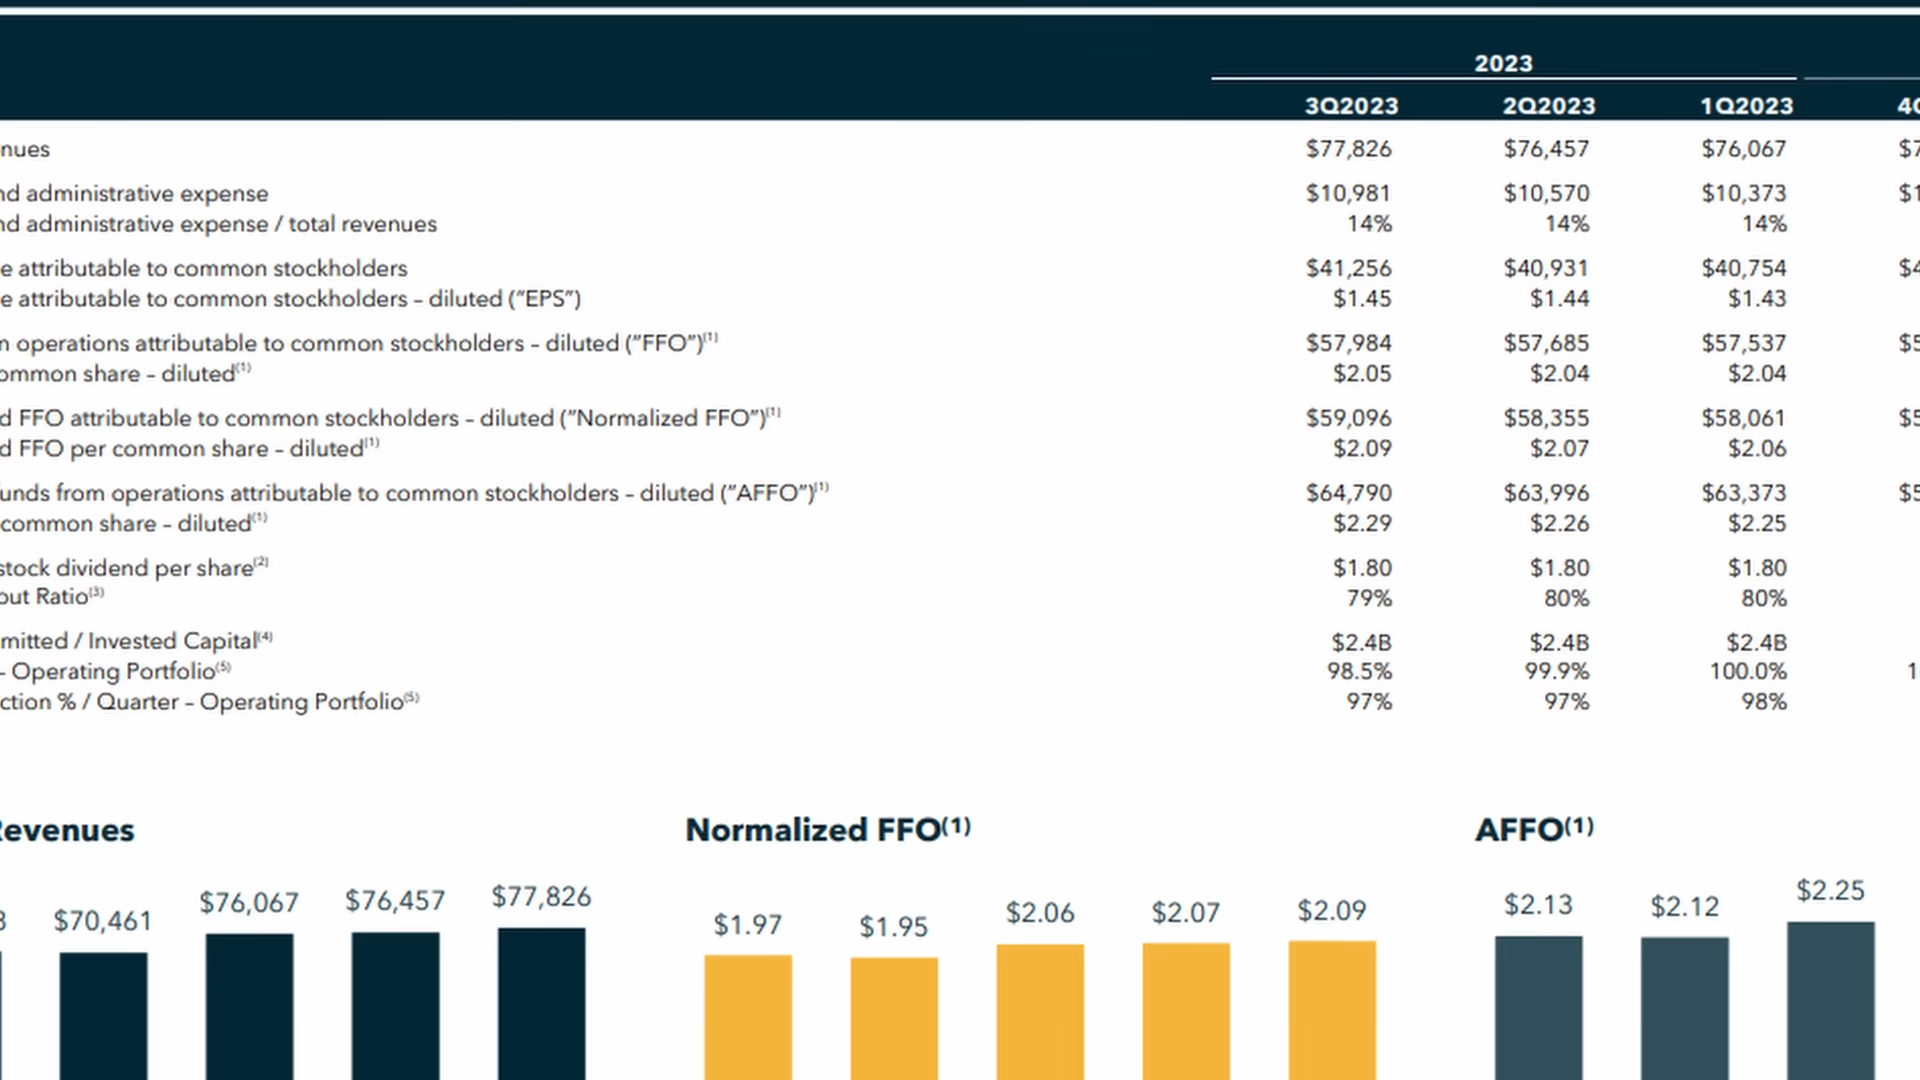 2023
3Q2023 2Q2023 1Q2023 4Q
nues $77,826 $76,457 $76,067 $7
nd administrative expense $10,981 $10,570 $10,373 $1
nd administrative expense / total revenues 14% 14% 14%
e attributable to common stockholders $41,256 $40,931 $40,754 $4
e attributable to common stockholders – diluted ("EPS") $1.45 $1.44 $1.43
n operations attributable to common stockholders – diluted ("FFO")(1) $57,984 $57,685 $57,537 $5
ommon share – diluted(1) $2.05 $2.04 $2.04
d FFO attributable to common stockholders – diluted ("Normalized FFO")(1) $59,096 $58,355 $58,061 $5
d FFO per common share – diluted(1) $2.09 $2.07 $2.06
unds from operations attributable to common stockholders – diluted ("AFFO")(1) $64,790 $63,996 $63,373 $5
common share – diluted(1) $2.29 $2.26 $2.25
stock dividend per share(2) $1.80 $1.80 $1.80
out Ratio(3) 79% 80% 80%
mitted / Invested Capital(4) $2.4B $2.4B $2.4B
– Operating Portfolio(5) 98.5% 99.9% 100.0% 1
ction % / Quarter – Operating Portfolio(5) 97% 97% 98%
Revenues Normalized FFO(1) AFFO(1)
3 $70,461 $76,067 $76,457 $77,826 $1.97 $1.95 $2.06 $2.07 $2.09 $2.13 $2.12 $2.25